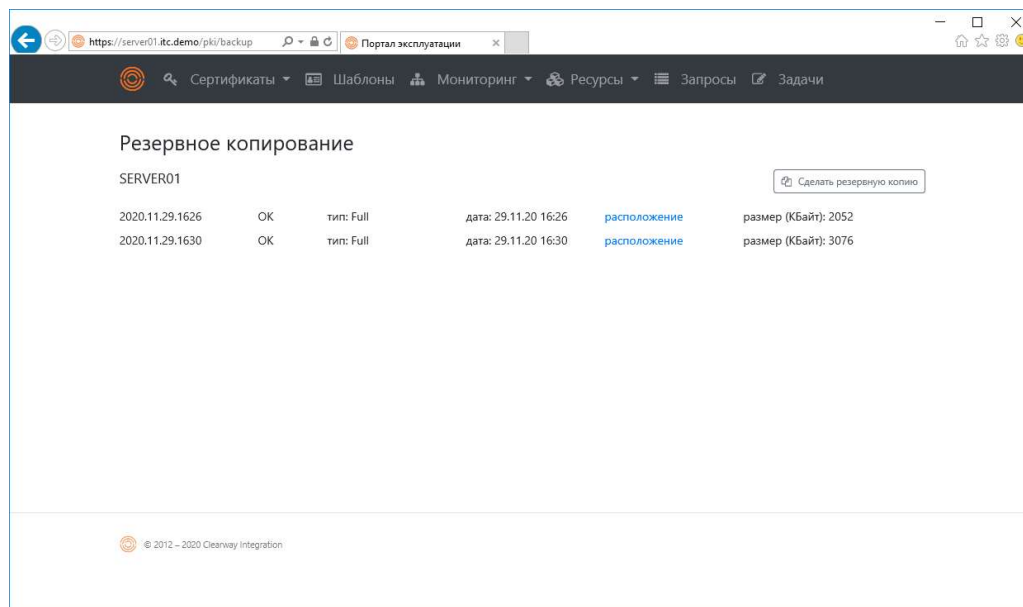 https://server01.itc.demo/pki/backup Портал эксплуатации
Сертификаты Шаблоны Мониторинг Ресурсы Запросы Задачи
Резервное копирование
SERVER01 Сделать резервную копию
2020.11.29.1626 OK тип: Full дата: 29.11.20 16:26 расположение размер (КБайт): 2052
2020.11.29.1630 OK тип: Full дата: 29.11.20 16:30 расположение размер (КБайт): 3076
© 2012 – 2020 Clearway Integration